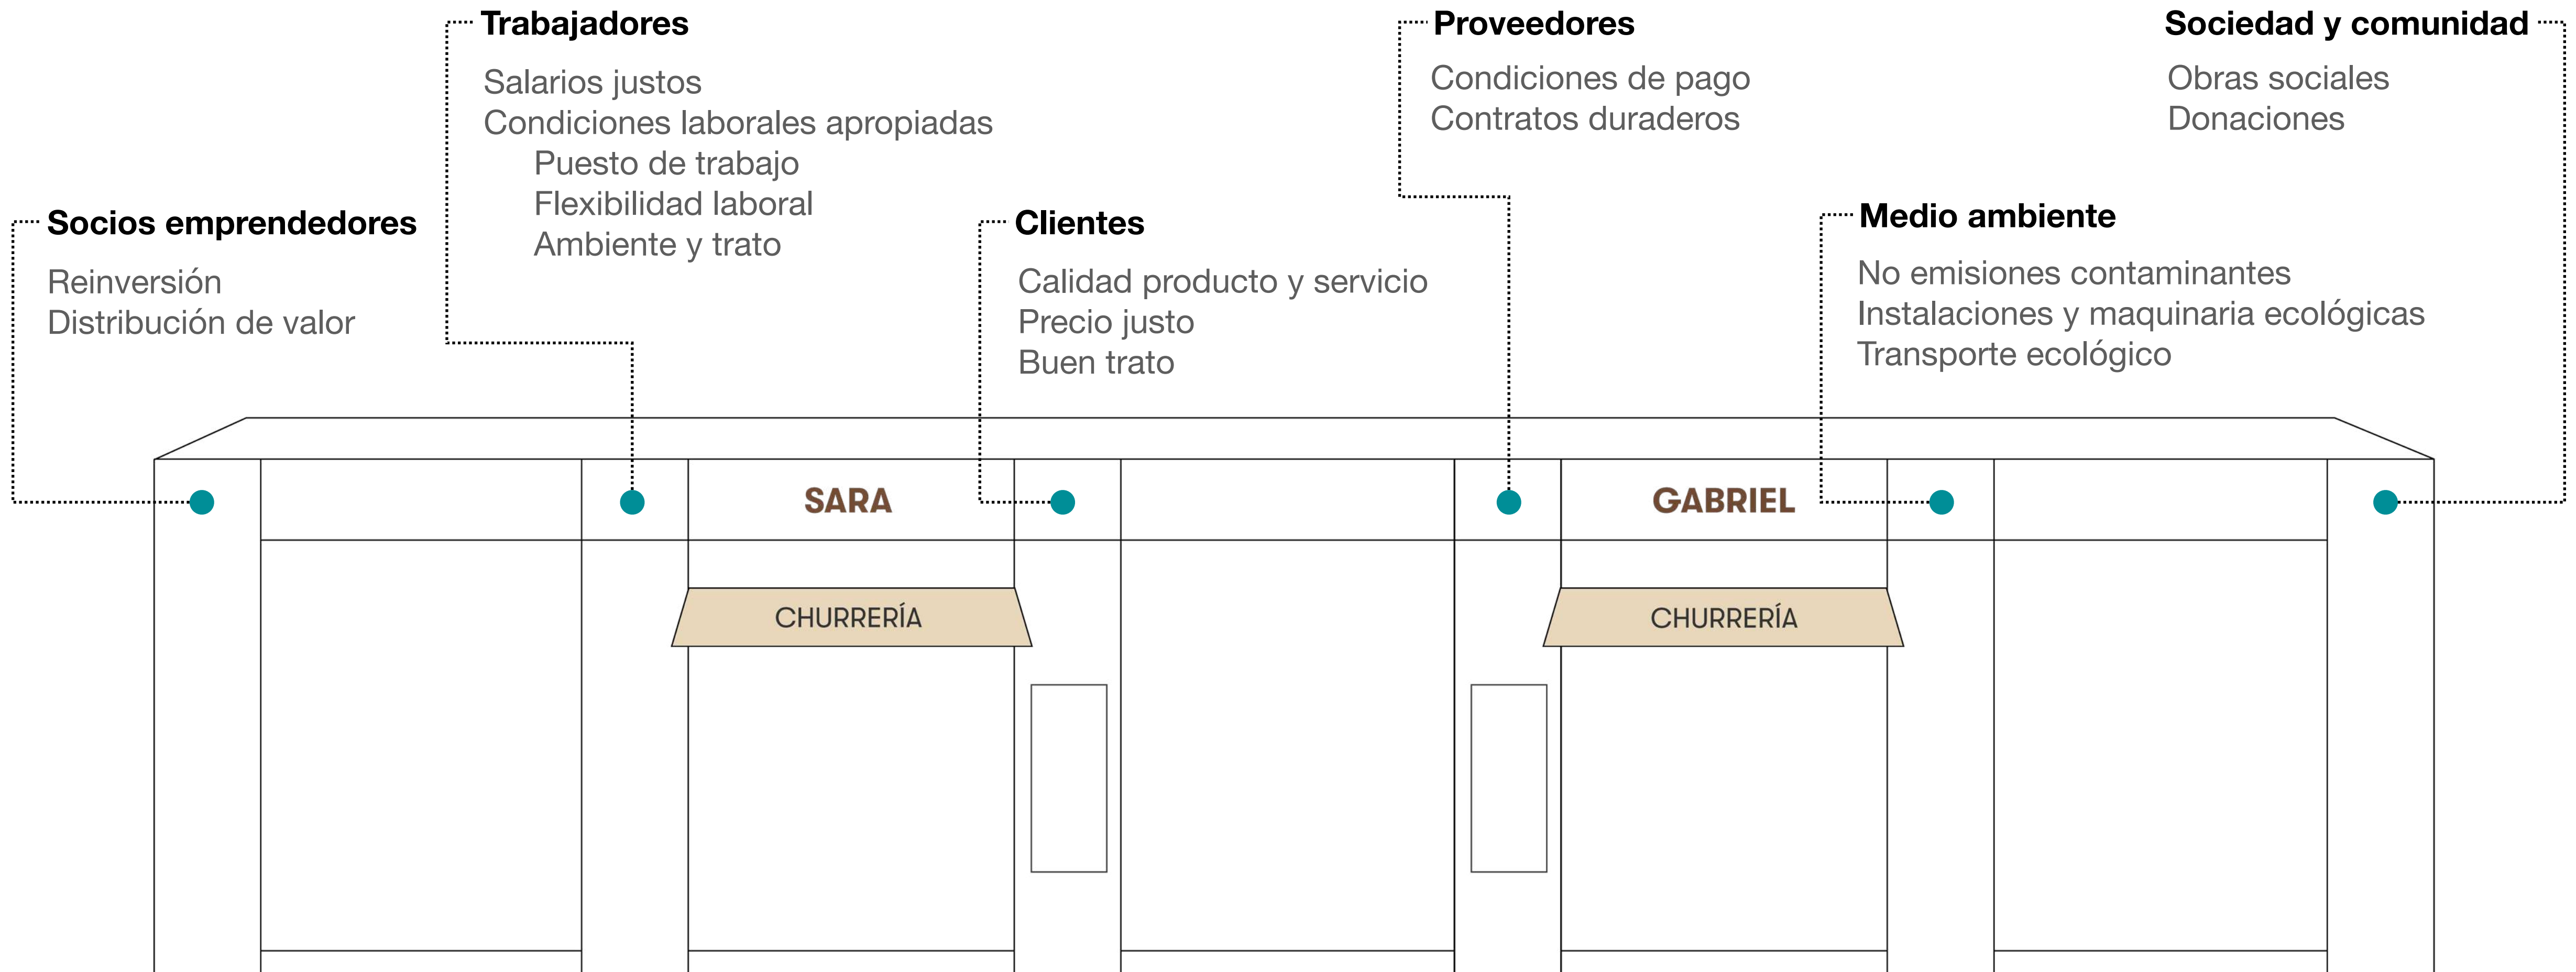 Socios emprendedores
Reinversión
Distribución de valor
Trabajadores
Salarios justos
Condiciones laborales apropiadas
Puesto de trabajo
Flexibilidad laboral
Ambiente y trato
Clientes
Calidad producto y servicio
Precio justo
Buen trato
Proveedores
Condiciones de pago
Contratos duraderos
Medio ambiente
No emisiones contaminantes
Instalaciones y maquinaria ecológicas
Transporte ecológico
Sociedad y comunidad
Obras sociales
Donaciones
SARA
CHURRERÍA
GABRIEL
CHURRERÍA